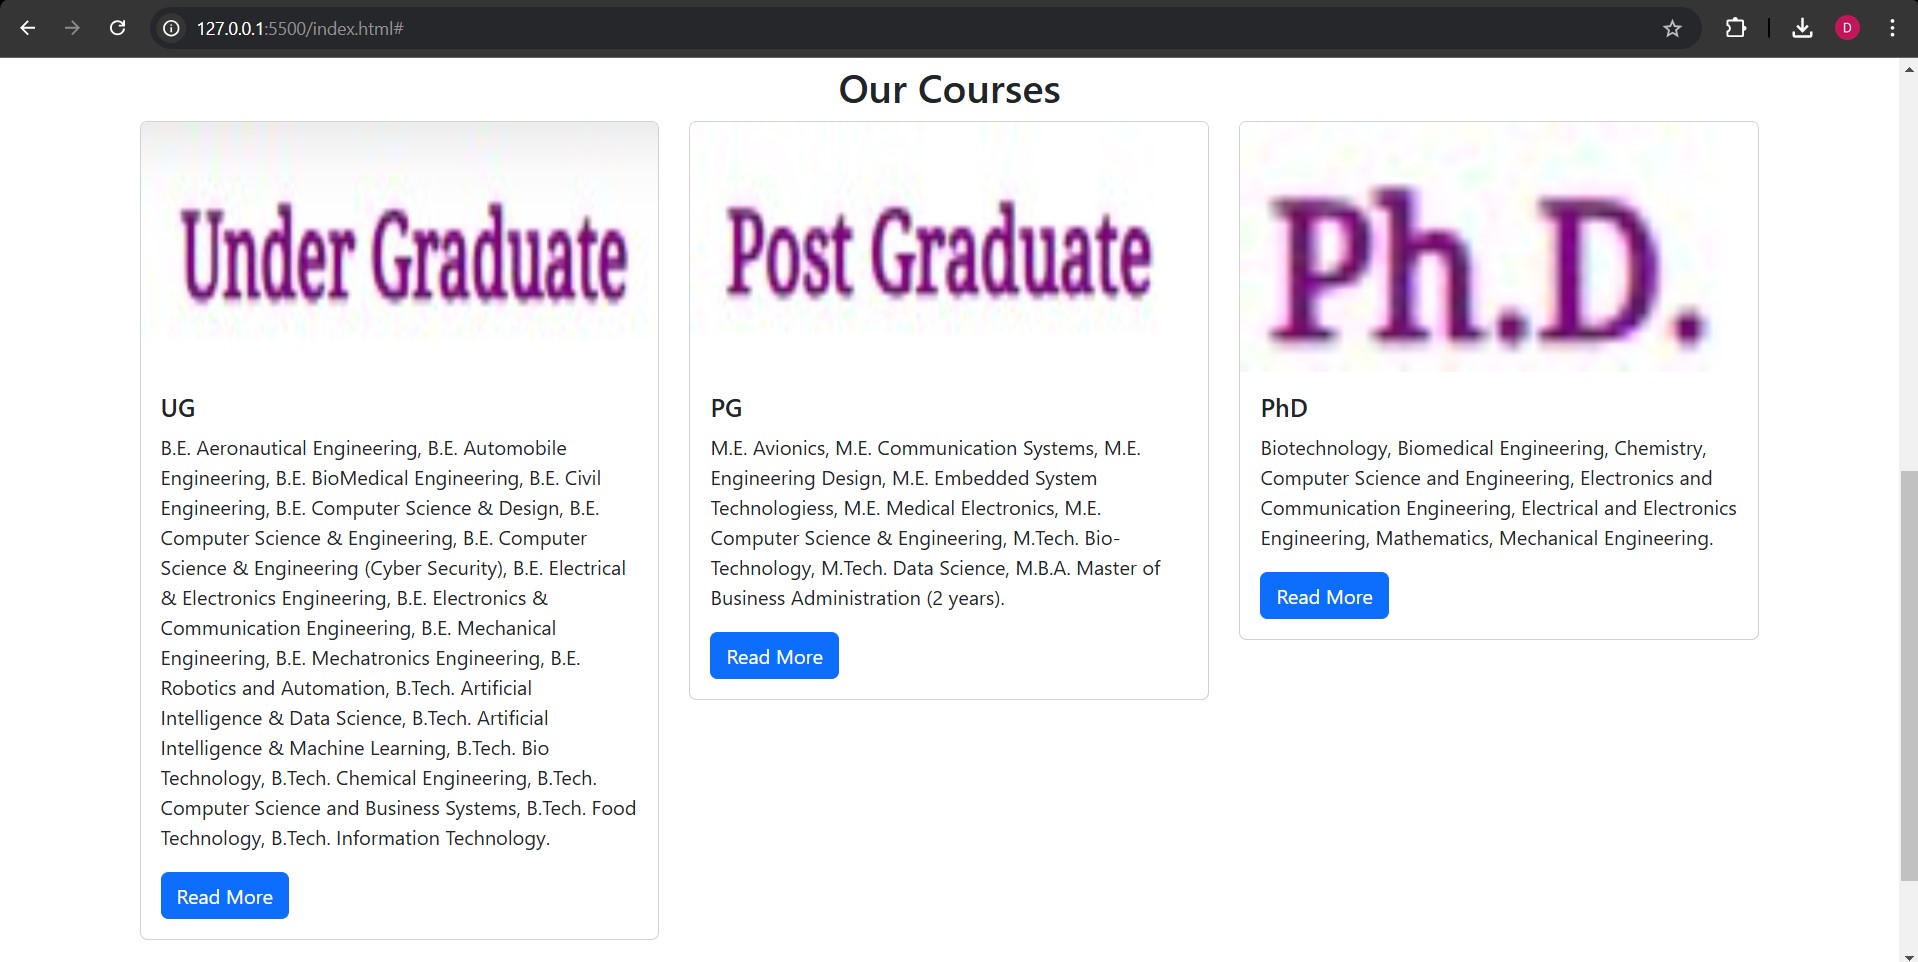 127.0.0.1:5500/index.html#
D
Our Courses
Under Graduate
UG
B.E. Aeronautical Engineering, B.E. Automobile
Engineering, B.E. BioMedical Engineering, B.E. Civil
Engineering, B.E. Computer Science & Design, B.E.
Computer Science & Engineering, B.E. Computer
Science & Engineering (Cyber Security), B.E. Electrical
& Electronics Engineering, B.E. Electronics &
Communication Engineering, B.E. Mechanical
Engineering, B.E. Mechatronics Engineering, B.E.
Robotics and Automation, B.Tech. Artificial
Intelligence & Data Science, B.Tech. Artificial
Intelligence & Machine Learning, B.Tech. Bio
Technology, B.Tech. Chemical Engineering, B.Tech.
Computer Science and Business Systems, B.Tech. Food
Technology, B.Tech. Information Technology.
Read More
Post Graduate
PG
M.E. Avionics, M.E. Communication Systems, M.E.
Engineering Design, M.E. Embedded System
Technologiess, M.E. Medical Electronics, M.E.
Computer Science & Engineering, M.Tech. Bio-
Technology, M.Tech. Data Science, M.B.A. Master of
Business Administration (2 years).
Read More
Ph.D.
PhD
Biotechnology, Biomedical Engineering, Chemistry,
Computer Science and Engineering, Electronics and
Communication Engineering, Electrical and Electronics
Engineering, Mathematics, Mechanical Engineering.
Read More